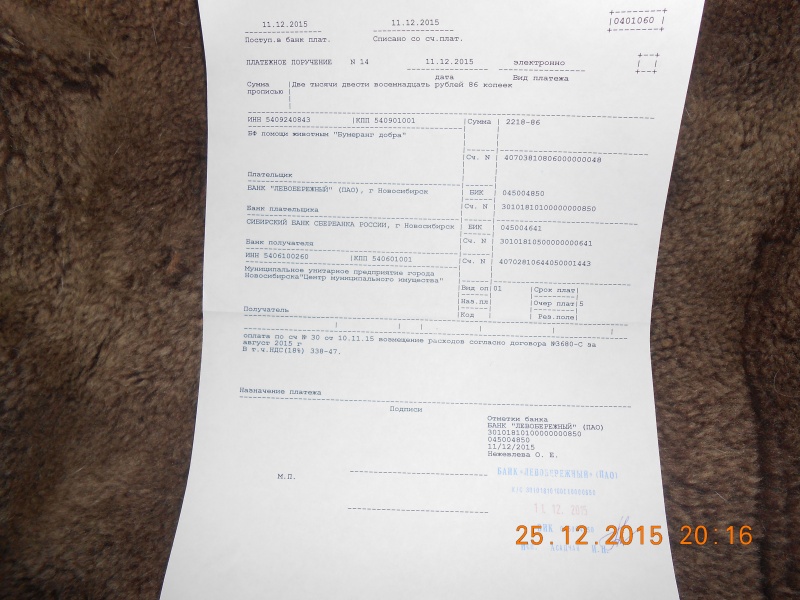 11.12.2015 11.12.2015 0401060
Поступ.в банк плат. Списано со сч.плат.
ПЛАТЕЖНОЕ ПОРУЧЕНИЕ N 14 11.12.2015 электронно
дата Вид платежа
Сумма прописью Две тысячи двести восемнадцать рублей 86 копеек
ИНН 5409240843 КПП 540901001 Сумма 2218-86
БФ помощи животным "Бумеранг добра"
Сч. N 40703810806000000048
Плательщик
БАНК "ЛЕВОБЕРЕЖНЫЙ" (ПАО), г Новосибирск БИК 045004850
Банк плательщика Сч. N 30101810100000000850
СИБИРСКИЙ БАНК СБЕРБАНКА РОССИИ, г Новосибирск БИК 045004641
Банк получателя Сч. N 30101810500000000641
ИНН 5406100260 КПП 540601001 Сч. N 40702810644050001443
Муниципальное унитарное предприятие города
Новосибирска"Центр муниципального имущества"
Вид оп 01 Срок плат
Наз.пл Очер плат 5
Получатель Код Рез.поле
оплата по сч № 30 от 10.11.15 возмещение расходов согласно договора №3680-С за
август 2015 г
В т.ч.НДС(18%) 338-47.
Назначение платежа
Подписи
Отметки банка
БАНК "ЛЕВОБЕРЕЖНЫЙ" (ПАО)
30101810100000000850
045004850
11/12/2015
Нежевлева О. Е.
М.П.
БАНК «ЛЕВОБЕРЕЖНЫЙ» (ПАО)
11. 12. 2015
25.12.2015 20:16